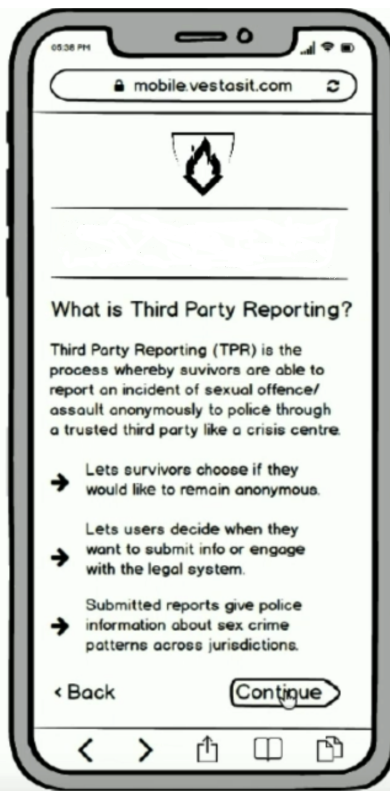 05:38 PM
mobile.vestasit.com
What is Third Party Reporting?
Third Party Reporting (TPR) is the
process whereby suvivors are able to
report an incident of sexual offence/
assault anonymously to police through
a trusted third party like a crisis centre.
Lets survivors choose if they
would like to remain anonymous.
Lets users decide when they
want to submit info or engage
with the legal system.
Submitted reports give police
information about sex crime
patterns across jurisdictions.
< Back
Continue